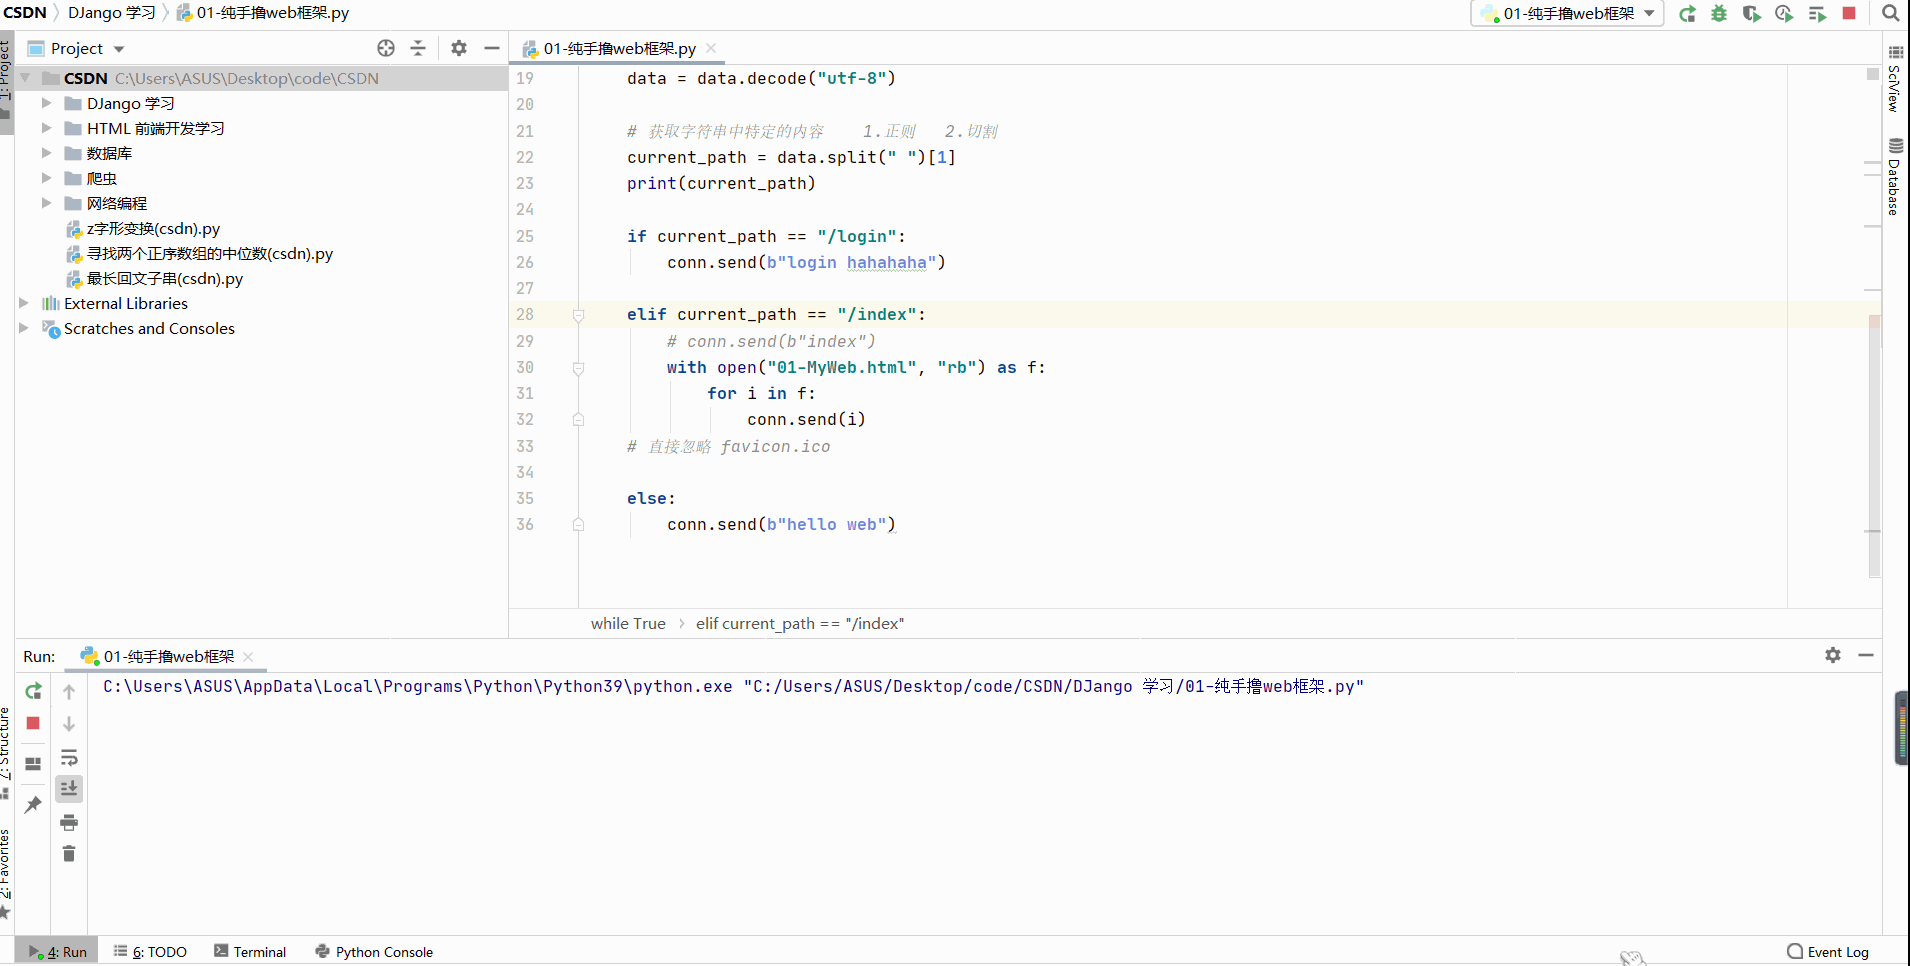 CSDN DJango 学习 01-纯手撸web框架.py 01-纯手撸web框架
1: Project Project 01-纯手撸web框架.py
CSDN C:\Users\ASUS\Desktop\code\CSDN
DJango 学习
HTML 前端开发学习
数据库
爬虫
网络编程
z字形变换(csdn).py
寻找两个正序数组的中位数(csdn).py
最长回文子串(csdn).py
External Libraries
Scratches and Consoles
19 data = data.decode("utf-8")
20
21 # 获取字符串中特定的内容 1.正则 2.切割
22 current_path = data.split(" ")[1]
23 print(current_path)
24
25 if current_path == "/login":
26 conn.send(b"login hahahaha")
27
28 elif current_path == "/index":
29 # conn.send(b"index")
30 with open("01-MyWeb.html", "rb") as f:
31 for i in f:
32 conn.send(i)
33 # 直接忽略 favicon.ico
34
35 else:
36 conn.send(b"hello web")
while True elif current_path == "/index"
SciView
Database
Run: 01-纯手撸web框架
C:\Users\ASUS\AppData\Local\Programs\Python\Python39\python.exe "C:/Users/ASUS/Desktop/code/CSDN/DJango 学习/01-纯手撸web框架.py"
7: Structure
2: Favorites
4: Run 6: TODO Terminal Python Console Event Log